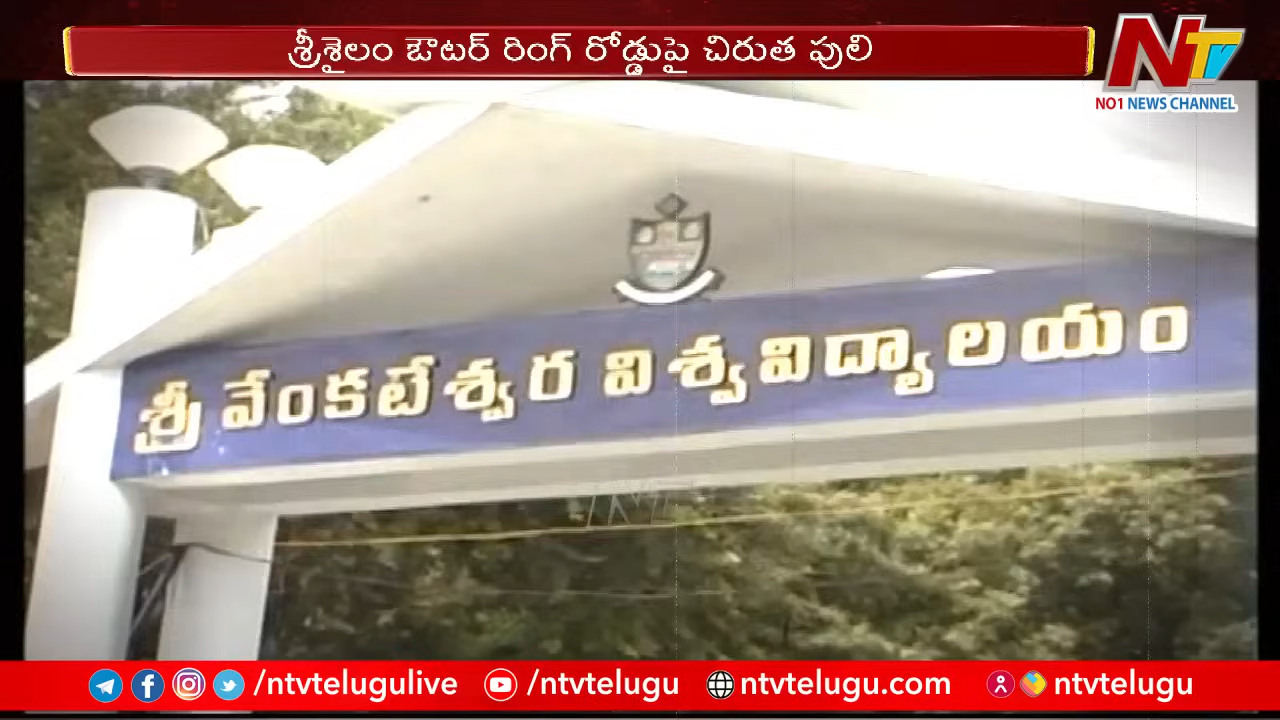 శ్రీశైలం ఔటర్ రింగ్ రోడ్డుపై చిరుత పులి
NTV
NO1 NEWS CHANNEL
శ్రీ వేంకటేశ్వర విశ్వవిద్యాలయం
/ntvtelugulive /ntvtelugu ntvtelugu.com ntvtelugu